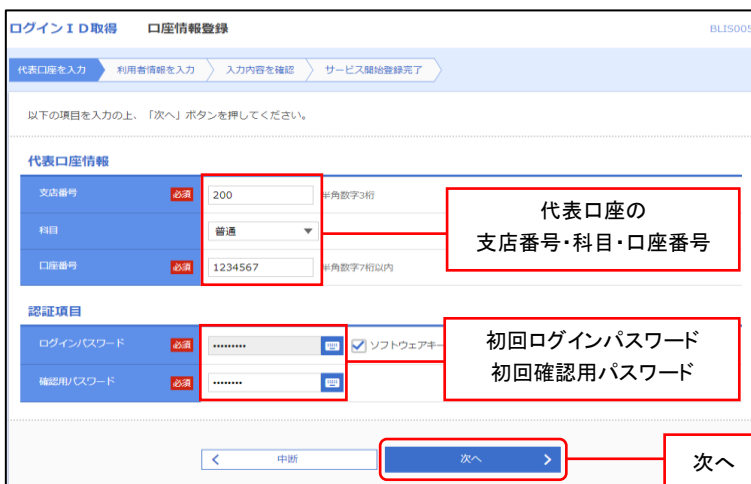 ログインＩＤ取得 口座情報登録 BLIS005
代表口座を入力 利用者情報を入力 入力内容を確認 サービス開始登録完了
以下の項目を入力の上、「次へ」ボタンを押してください。
代表口座情報
支店番号 必須 200 半角数字3桁
科目 普通
代表口座の
支店番号・科目・口座番号
口座番号 必須 1234567 半角数字7桁以内
認証項目
ログインパスワード 必須 ••••••••• ソフトウェアキー
初回ログインパスワード
初回確認用パスワード
確認用パスワード 必須 ••••••••
中断 次へ
次へ